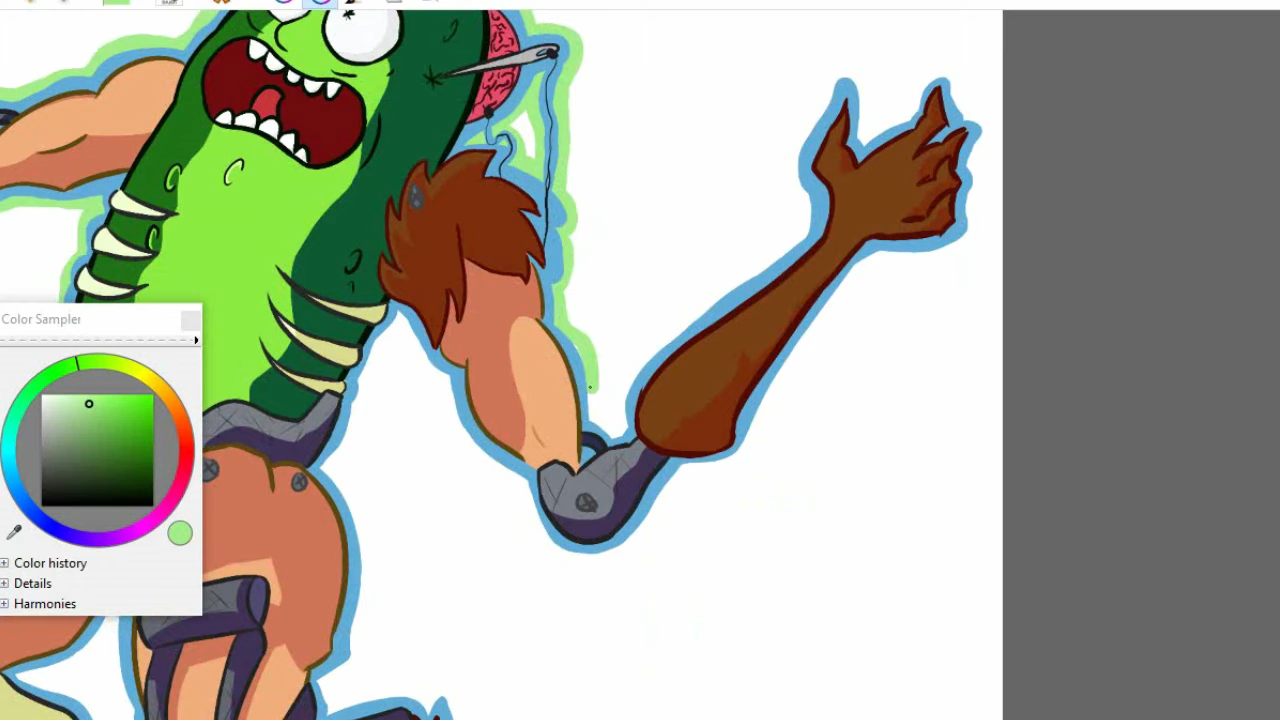 Color Sampler
Color history
Details
Harmonies